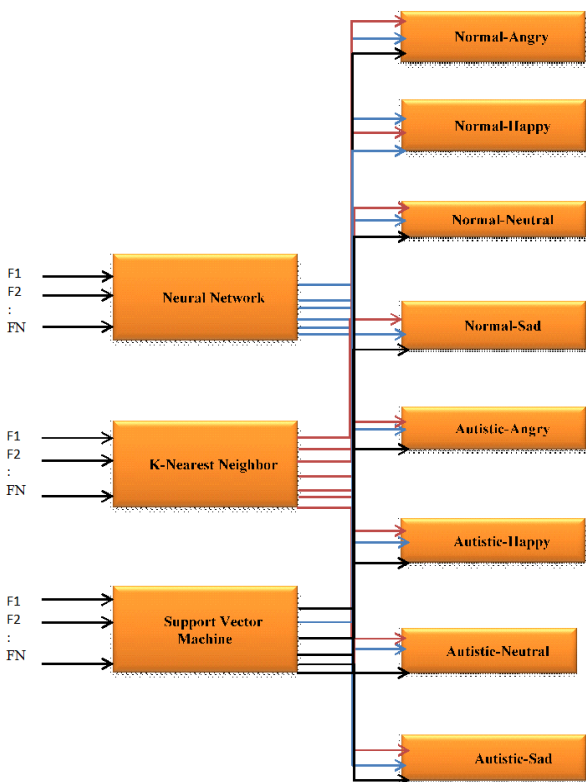 Normal-Angry
Normal-Happy
Normal-Neutral
F1
F2
:
FN
Neural Network
Normal-Sad
Autistic-Angry
F1
F2
:
FN
K-Nearest Neighbor
Autistic-Happy
F1
F2
:
FN
Support Vector
Machine
Autistic-Neutral
Autistic-Sad